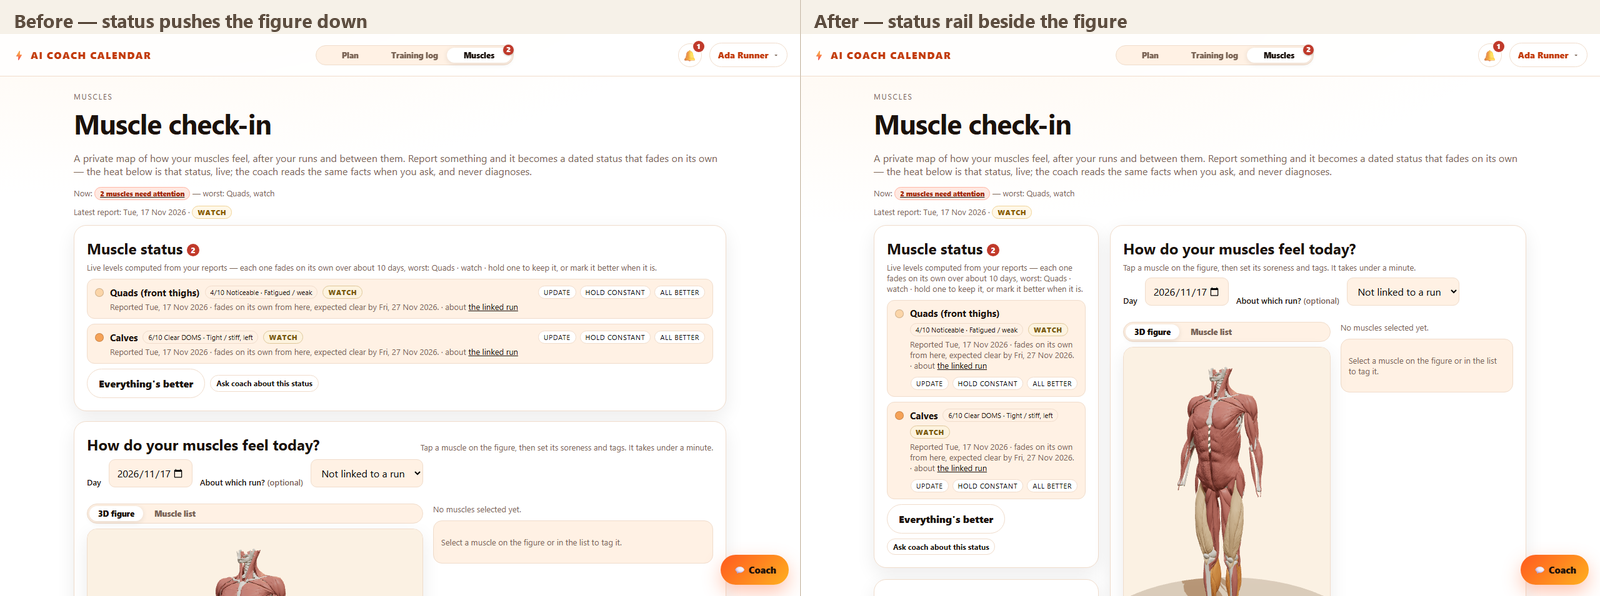 Before — status pushes the figure down
AI COACH CALENDAR
Plan
Training log
Muscles
2
1
Ada Runner
MUSCLES
Muscle check-in
A private map of how your muscles feel, after your runs and between them. Report something and it becomes a dated status that fades on its own
— the heat below is that status, live; the coach reads the same facts when you ask, and never diagnoses.
Now: 2 muscles need attention — worst: Quads, watch
Latest report: Tue, 17 Nov 2026 · WATCH
Muscle status 2
Live levels computed from your reports — each one fades on its own over about 10 days, worst: Quads · watch · hold one to keep it, or mark it better when it is.
Quads (front thighs) 4/10 Noticeable · Fatigued / weak WATCH UPDATE HOLD CONSTANT ALL BETTER
Reported Tue, 17 Nov 2026 · fades on its own from here, expected clear by Fri, 27 Nov 2026. · about the linked run
Calves 6/10 Clear DOMS · Tight / stiff, left WATCH UPDATE HOLD CONSTANT ALL BETTER
Reported Tue, 17 Nov 2026 · fades on its own from here, expected clear by Fri, 27 Nov 2026. · about the linked run
Everything's better Ask coach about this status
How do your muscles feel today? Tap a muscle on the figure, then set its soreness and tags. It takes under a minute.
Day 2026/11/17 About which run? (optional) Not linked to a run
3D figure Muscle list
No muscles selected yet.
Select a muscle on the figure or in the list to tag it.
Coach
After — status rail beside the figure
AI COACH CALENDAR
Plan
Training log
Muscles
2
1
Ada Runner
MUSCLES
Muscle check-in
A private map of how your muscles feel, after your runs and between them. Report something and it becomes a dated status that fades on its own
— the heat below is that status, live; the coach reads the same facts when you ask, and never diagnoses.
Now: 2 muscles need attention — worst: Quads, watch
Latest report: Tue, 17 Nov 2026 · WATCH
Muscle status 2
Live levels computed from your reports — each one
fades on its own over about 10 days, worst: Quads ·
watch · hold one to keep it, or mark it better when it is.
Quads (front thighs)
4/10 Noticeable · Fatigued / weak WATCH
Reported Tue, 17 Nov 2026 · fades on its own
from here, expected clear by Fri, 27 Nov 2026.
· about the linked run
UPDATE HOLD CONSTANT ALL BETTER
Calves 6/10 Clear DOMS · Tight / stiff, left
WATCH
Reported Tue, 17 Nov 2026 · fades on its own
from here, expected clear by Fri, 27 Nov 2026.
· about the linked run
UPDATE HOLD CONSTANT ALL BETTER
Everything's better
Ask coach about this status
How do your muscles feel today?
Tap a muscle on the figure, then set its soreness and tags. It takes under a minute.
Day 2026/11/17 About which run? (optional) Not linked to a run
3D figure Muscle list
No muscles selected yet.
Select a muscle on the figure or in the list
to tag it.
Coach